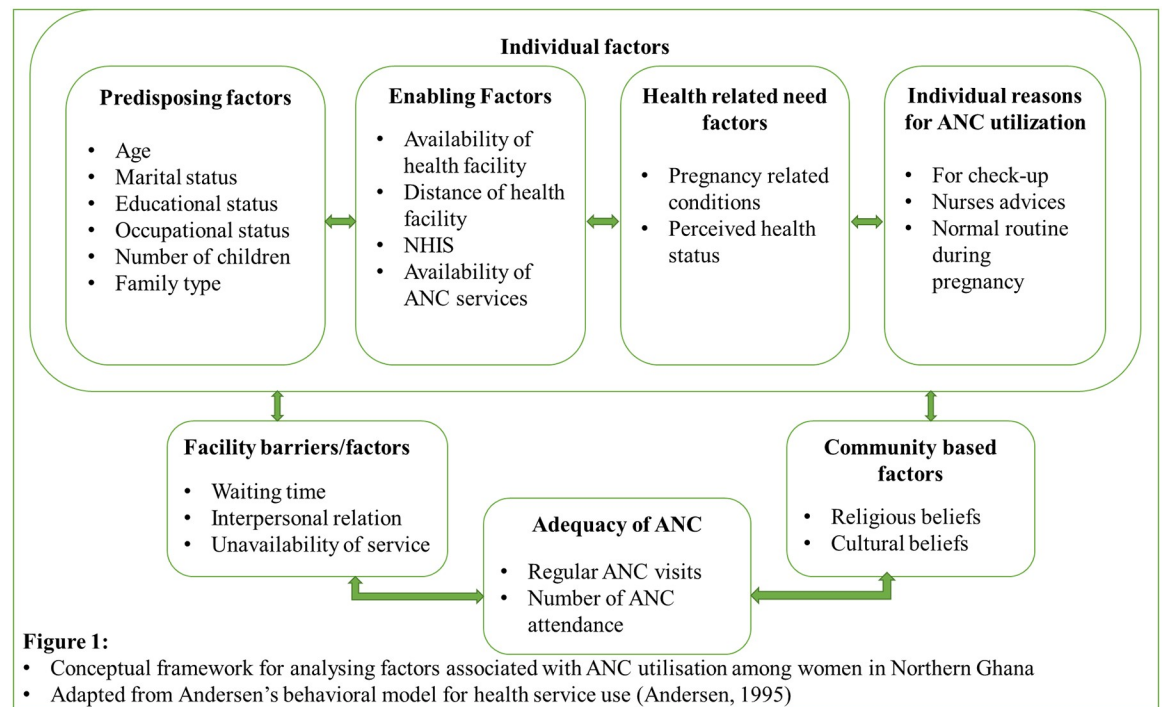 Individual factors
Predisposing factors
• Age
• Marital status
• Educational status
• Occupational status
• Number of children
• Family type
Enabling Factors
• Availability of
health facility
• Distance of health
facility
• NHIS
• Availability of
ANC services
Health related need
factors
• Pregnancy related
conditions
• Perceived health
status
Individual reasons
for ANC utilization
• For check-up
• Nurses advices
• Normal routine
during
pregnancy
Facility barriers/factors
• Waiting time
• Interpersonal relation
• Unavailability of service
Adequacy of ANC
• Regular ANC visits
• Number of ANC
attendance
Community based
factors
• Religious beliefs
• Cultural beliefs
Figure 1:
• Conceptual framework for analysing factors associated with ANC utilisation among women in Northern Ghana
• Adapted from Andersen’s behavioral model for health service use (Andersen, 1995)